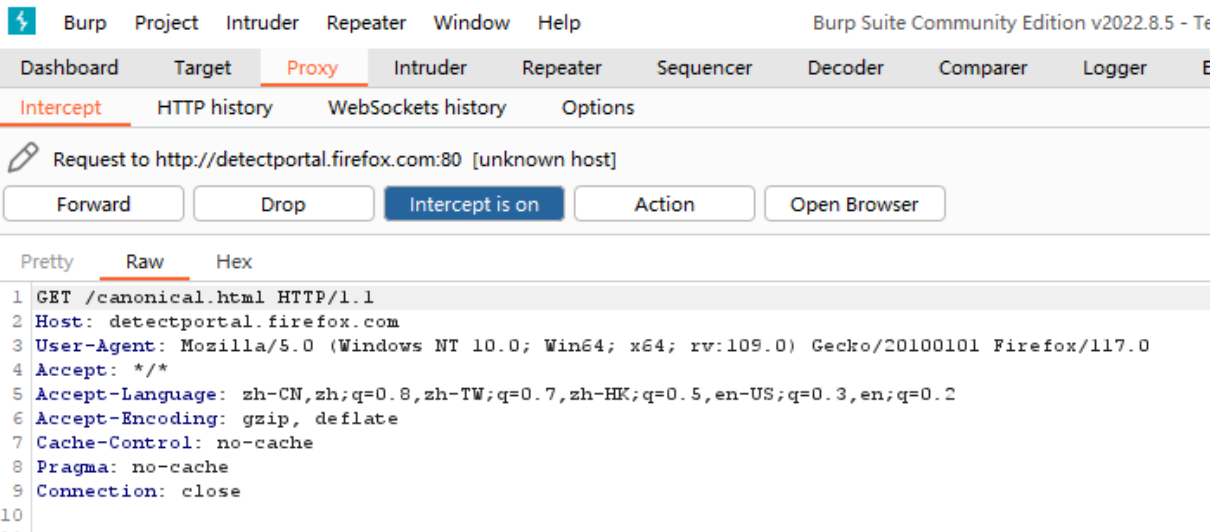 Burp Project Intruder Repeater Window Help Burp Suite Community Edition v2022.8.5 - Te
Dashboard Target Proxy Intruder Repeater Sequencer Decoder Comparer Logger E
Intercept HTTP history WebSockets history Options
Request to http://detectportal.firefox.com:80 [unknown host]
Forward Drop Intercept is on Action Open Browser
Pretty Raw Hex
1 GET /canonical.html HTTP/1.1
2 Host: detectportal.firefox.com
3 User-Agent: Mozilla/5.0 (Windows NT 10.0; Win64; x64; rv:109.0) Gecko/20100101 Firefox/117.0
4 Accept: */*
5 Accept-Language: zh-CN,zh;q=0.8,zh-TW;q=0.7,zh-HK;q=0.5,en-US;q=0.3,en;q=0.2
6 Accept-Encoding: gzip, deflate
7 Cache-Control: no-cache
8 Pragma: no-cache
9 Connection: close
10